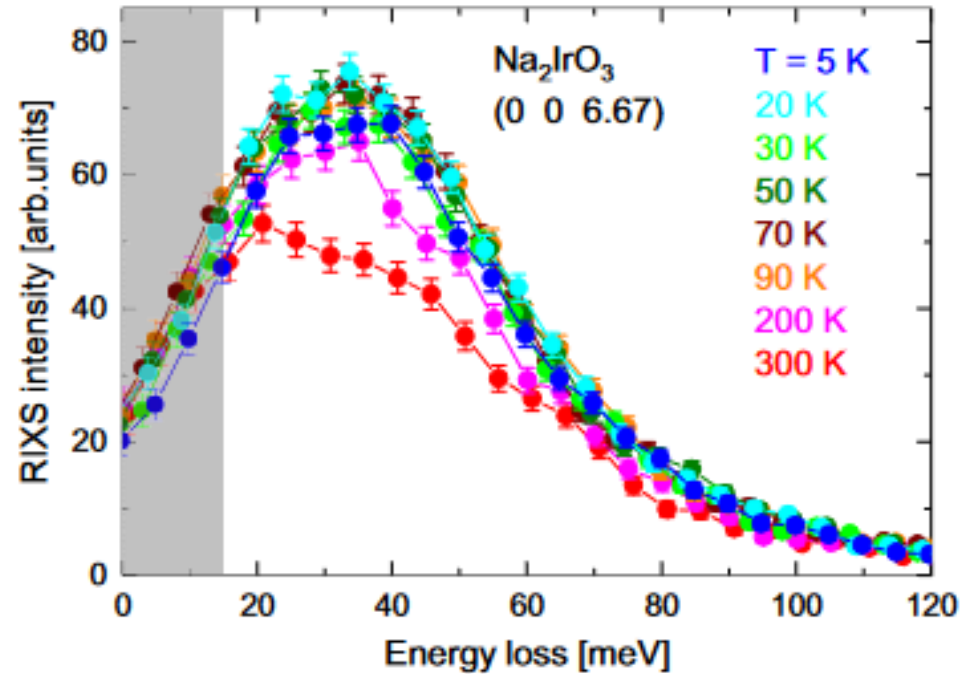 80
60
40
20
0
RIXS intensity [arb.units]
Na₂IrO₃
(0 0 6.67)
T = 5 K
20 K
30 K
50 K
70 K
90 K
200 K
300 K
0 20 40 60 80 100 120
Energy loss [meV]